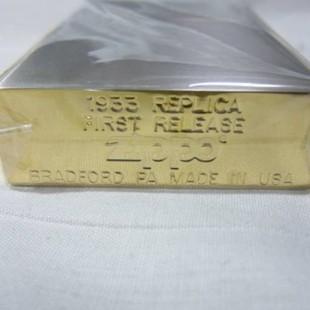 1933 REPLICA
FIRST RELEASE
Zippo
BRADFORD PA MADE IN USA